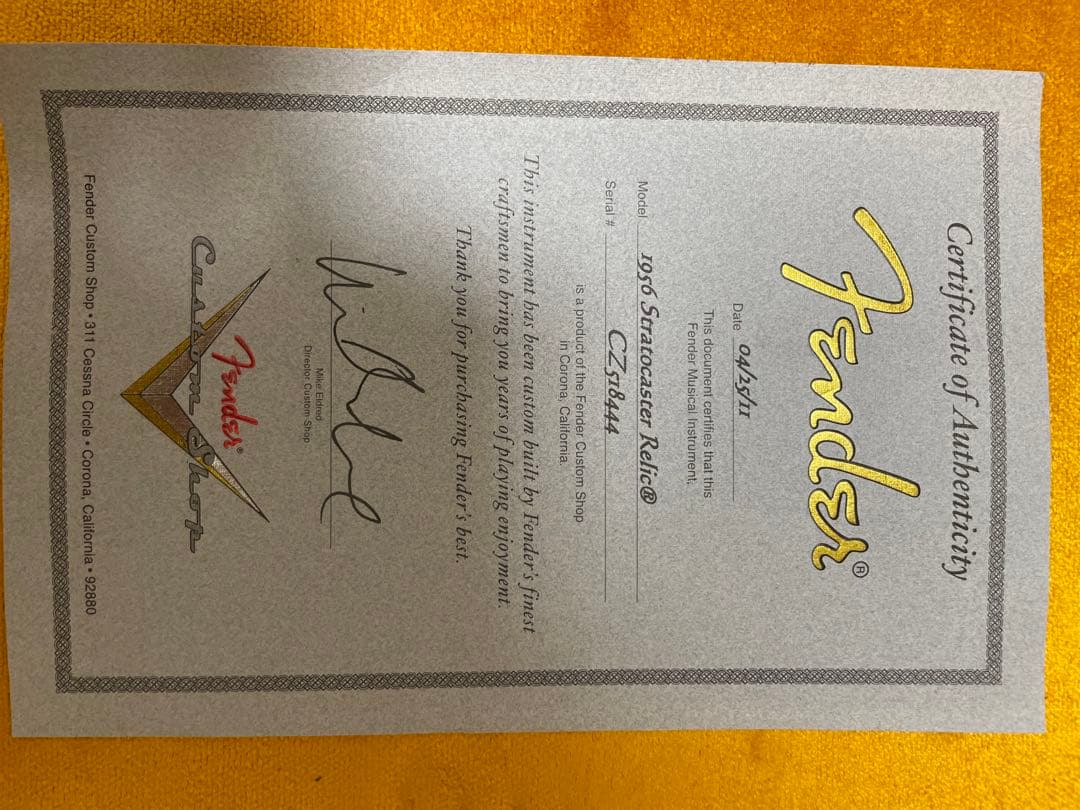 Certificate of Authenticity
Fender®
Date 04/25/11
This document certifies that this
Fender Musical Instrument,
Model 1956 Stratocaster Relic®
Serial # CZ518444
is a product of the Fender Custom Shop
in Corona, California.
This instrument has been custom built by Fender's finest
craftsmen to bring you years of playing enjoyment.
Thank you for purchasing Fender's best.
Mike Eldred
Director Custom Shop
Fender®
Custom Shop
Fender Custom Shop • 311 Cessna Circle • Corona, California • 92880